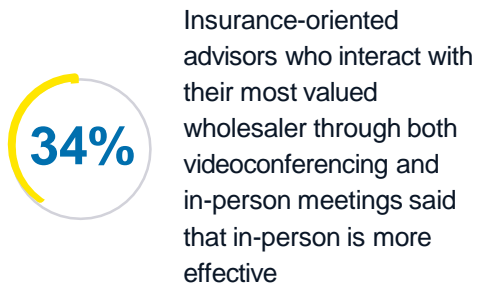 34%
Insurance-oriented
advisors who interact with
their most valued
wholesaler through both
videoconferencing and
in-person meetings said
that in-person is more
effective